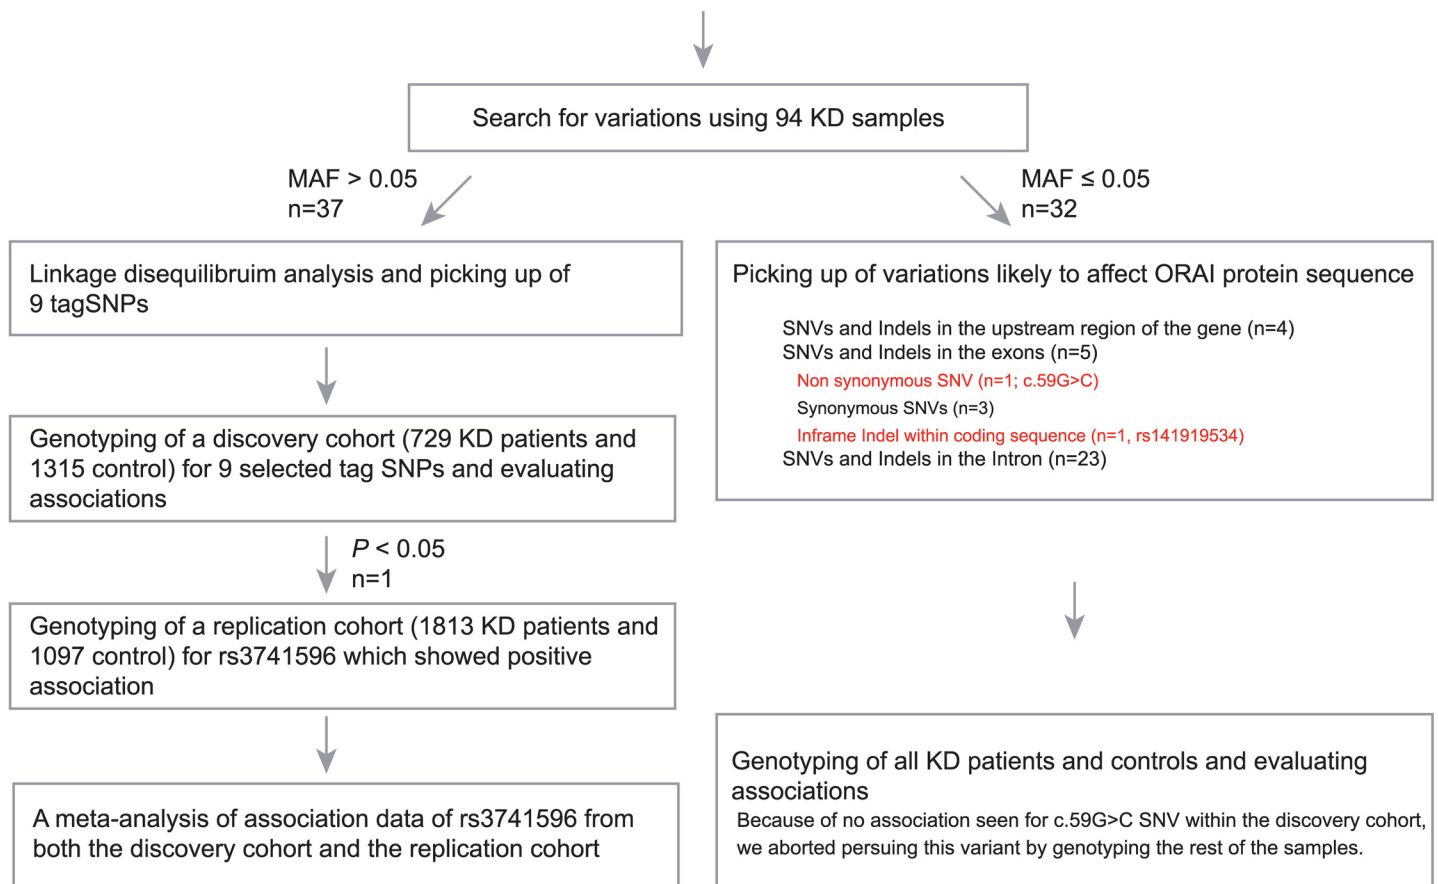 Search for variations using 94 KD samples
MAF > 0.05
n=37
MAF ≤ 0.05
n=32
Linkage disequilibruim analysis and picking up of
9 tagSNPs
Genotyping of a discovery cohort (729 KD patients and
1315 control) for 9 selected tag SNPs and evaluating
associations
P < 0.05
n=1
Genotyping of a replication cohort (1813 KD patients and
1097 control) for rs3741596 which showed positive
association
A meta-analysis of association data of rs3741596 from
both the discovery cohort and the replication cohort
Picking up of variations likely to affect ORAI protein sequence
SNVs and Indels in the upstream region of the gene (n=4)
SNVs and Indels in the exons (n=5)
Non synonymous SNV (n=1; c.59G>C)
Synonymous SNVs (n=3)
Inframe Indel within coding sequence (n=1, rs141919534)
SNVs and Indels in the Intron (n=23)
Genotyping of all KD patients and controls and evaluating
associations
Because of no association seen for c.59G>C SNV within the discovery cohort,
we aborted persuing this variant by genotyping the rest of the samples.